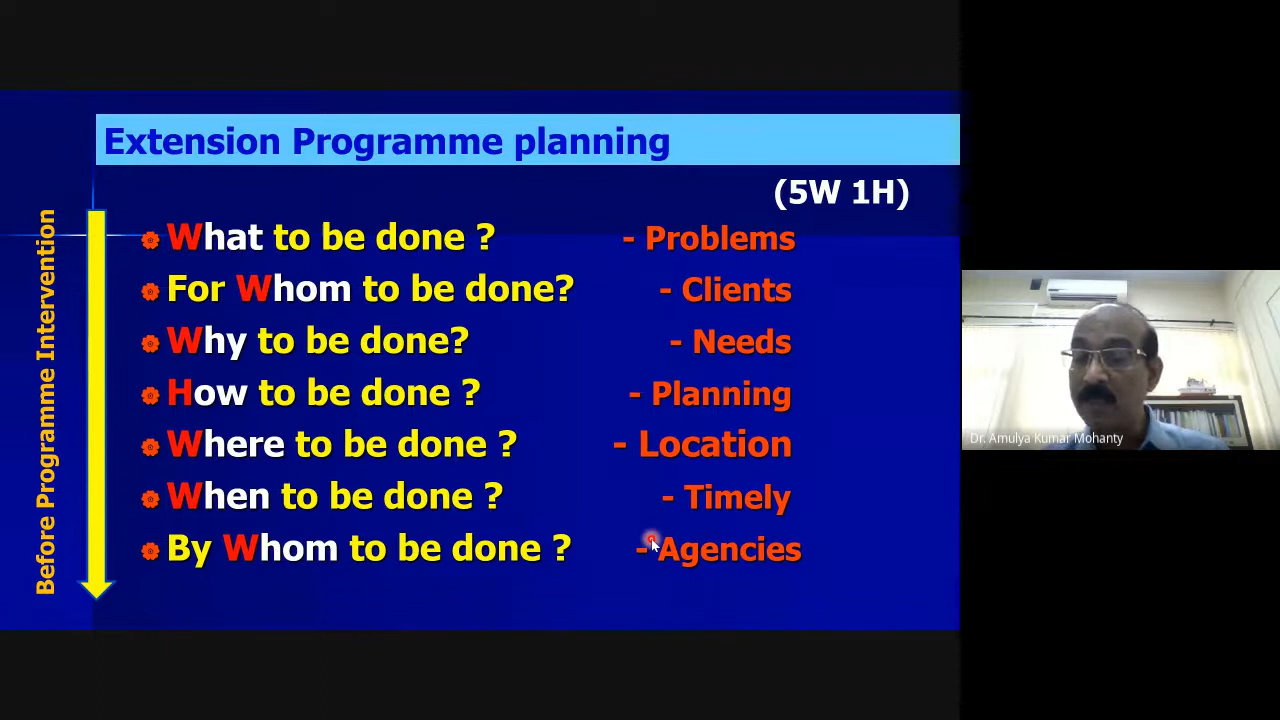 Extension Programme planning
(5W 1H)
What to be done ? - Problems
For Whom to be done? - Clients
Why to be done? - Needs
How to be done ? - Planning
Where to be done ? - Location
When to be done ? - Timely
By Whom to be done ? - Agencies
Before Programme Intervention
Dr. Amulya Kumar Mohanty